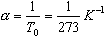 α = 1/T₀ = 1/273 K⁻¹